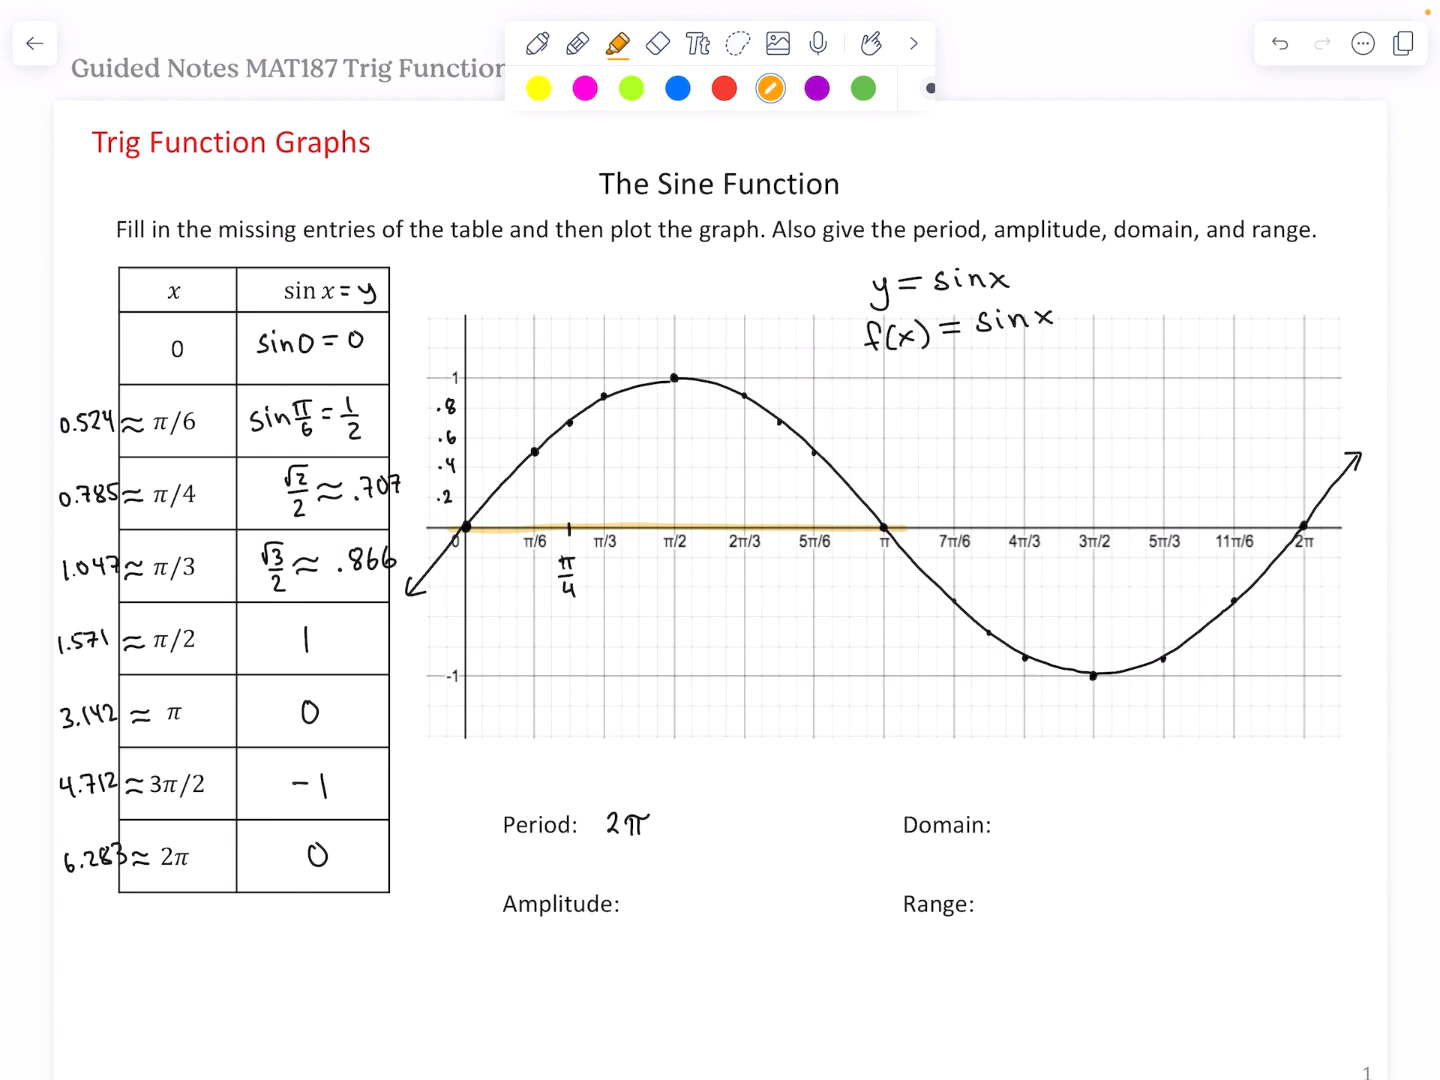 Guided Notes MAT187 Trig Function
Tt
Trig Function Graphs
The Sine Function
Fill in the missing entries of the table and then plot the graph. Also give the period, amplitude, domain, and range.
x sin x = y
0 sin0 = 0
0.524 ≈ π/6 sin π/6 = 1/2
0.785 ≈ π/4 √2/2 ≈ .707
1.047 ≈ π/3 √3/2 ≈ .866
1.571 ≈ π/2 1
3.142 ≈ π 0
4.712 ≈ 3π/2 -1
6.283 ≈ 2π 0
y = sinx
f(x) = sinx
1
.8
.6
.4
.2
0 π/6 π/3 π/2 2π/3 5π/6 π 7π/6 4π/3 3π/2 5π/3 11π/6 2π
π/4
-1
Period: 2π
Domain:
Amplitude:
Range:
1